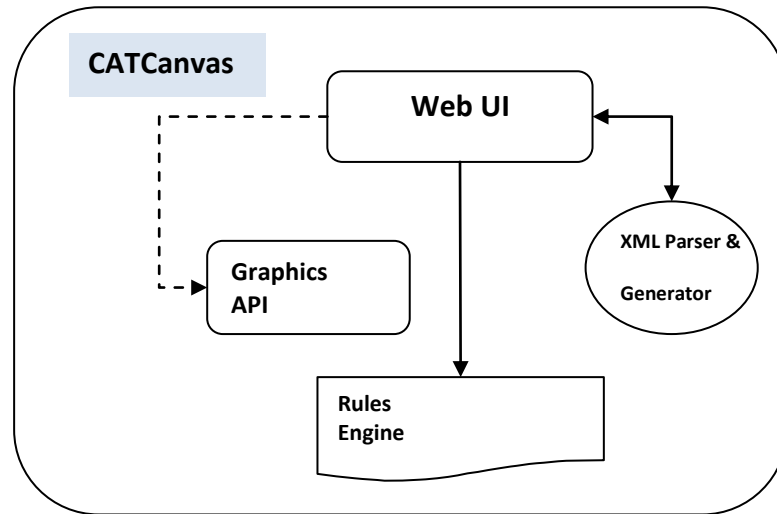 CATCanvas
Web UI
XML Parser &
Generator
Graphics
API
Rules
Engine